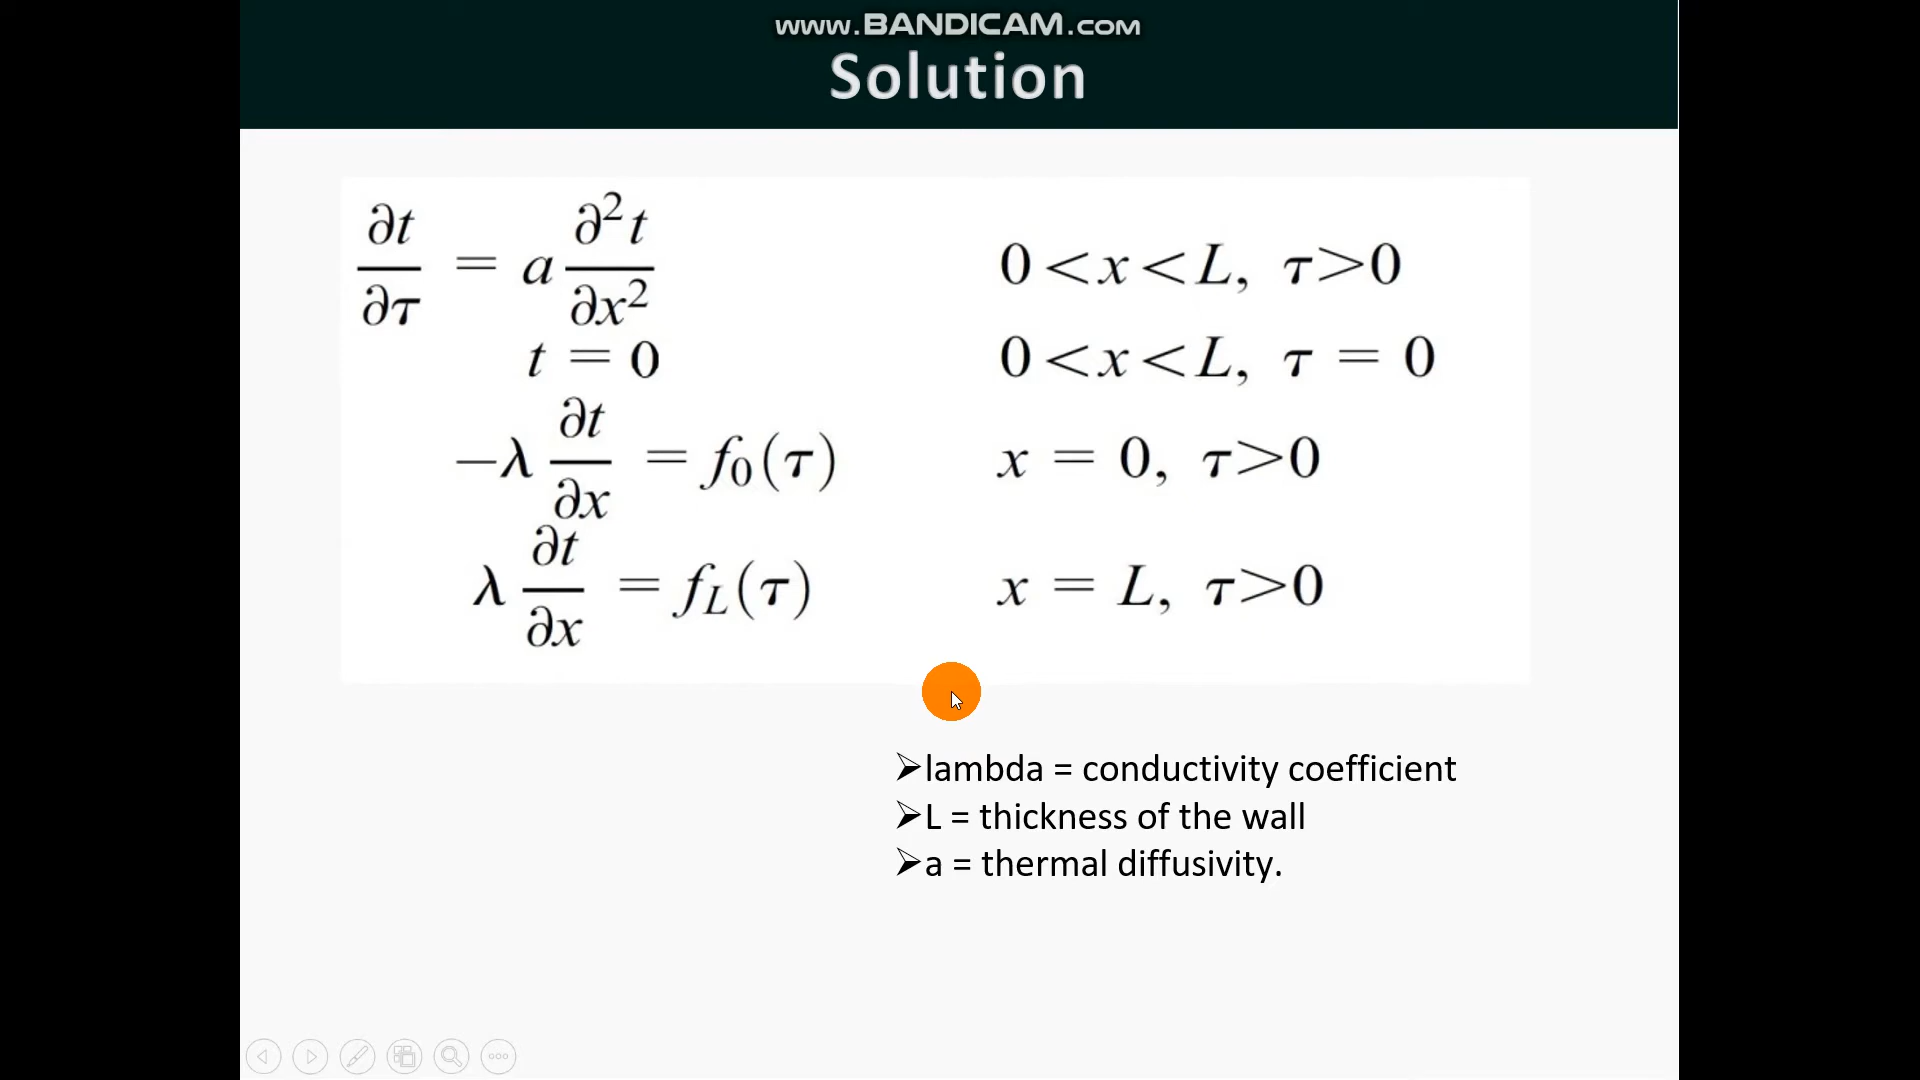 www.BANDICAM.com
Solution
∂t/∂τ = a ∂²t/∂x² 0<x<L, τ>0
t = 0 0<x<L, τ = 0
−λ ∂t/∂x = f₀(τ) x = 0, τ>0
λ ∂t/∂x = f_L(τ) x = L, τ>0
➢lambda = conductivity coefficient
➢L = thickness of the wall
➢a = thermal diffusivity.